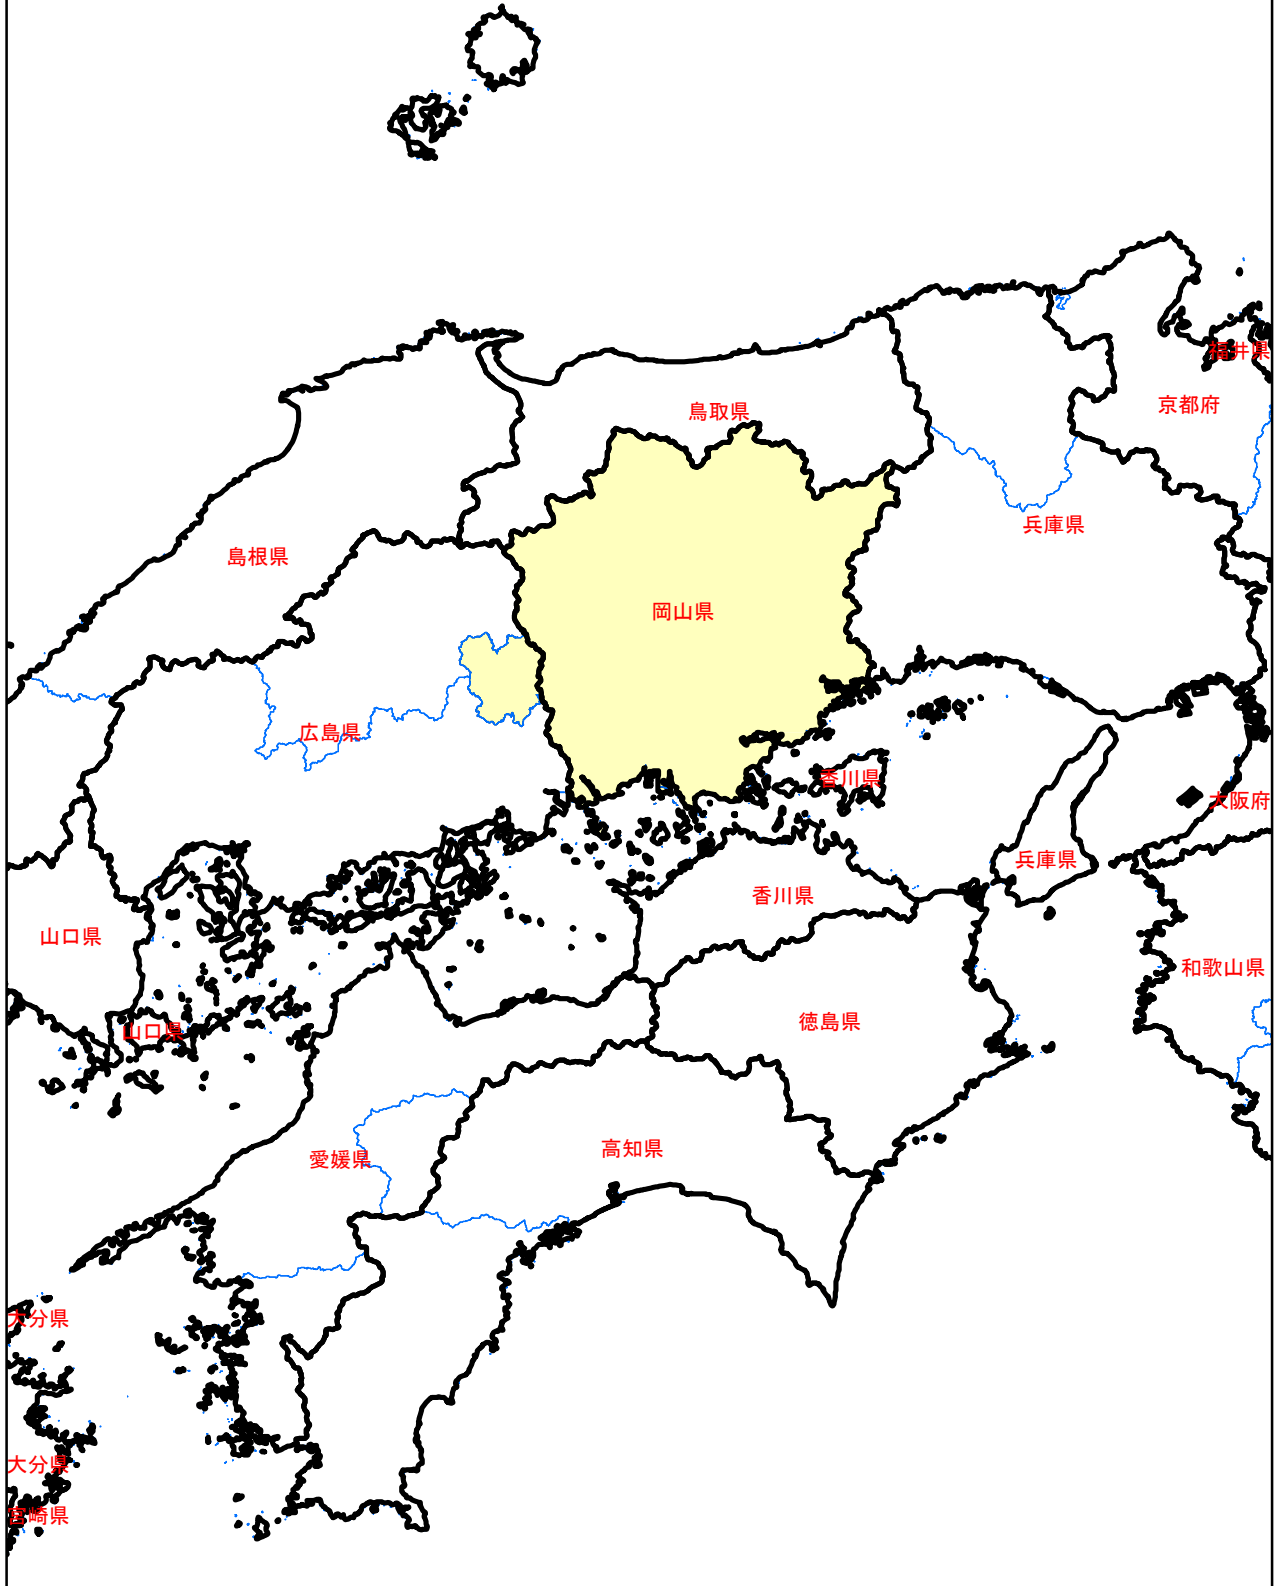 福井県
京都府
鳥取県
兵庫県
島根県
岡山県
広島県
香川県
大阪府
兵庫県
香川県
山口県
和歌山県
徳島県
山口県
高知県
愛媛県
大分県
大分県
宮崎県